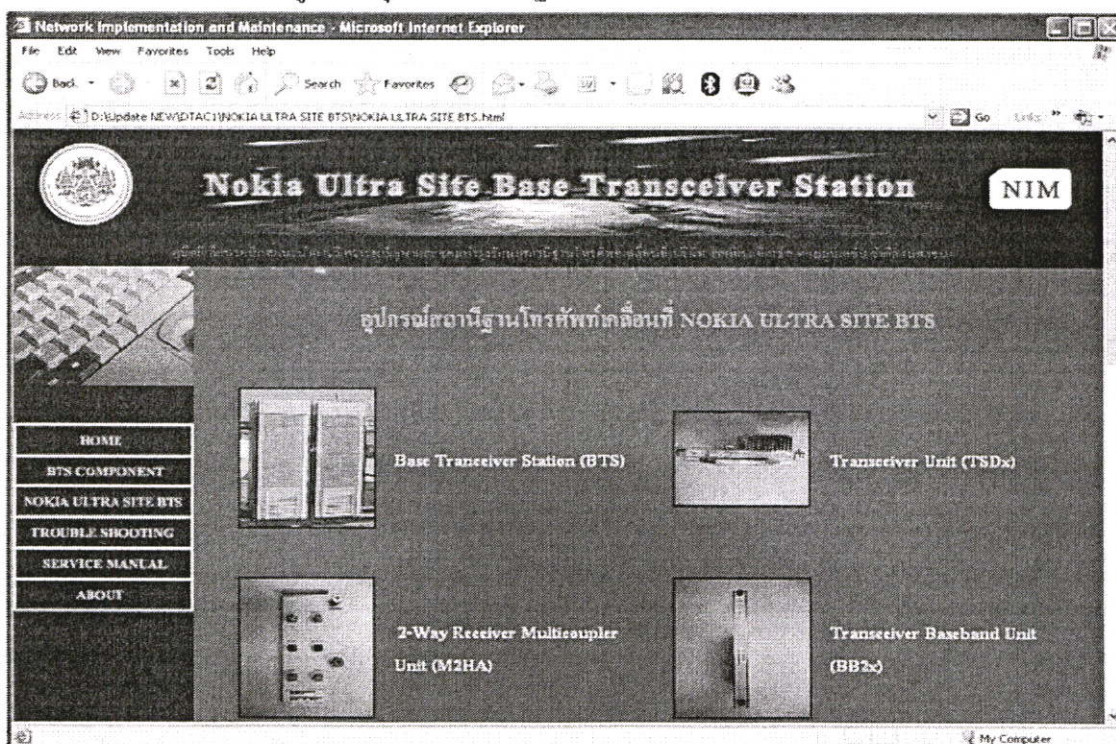 Network Implementation and Maintenance - Microsoft Internet Explorer
File Edit View Favorites Tools Help
Back Search Favorites
Address D:\Update NEW\DTAC1\NOKIA ULTRA SITE BTS\NOKIA ULTRA SITE BTS.html Go Links »
Nokia Ultra Site Base Transceiver Station
NIM
อุปกรณ์สถานีฐานโทรศัพท์เคลื่อนที่ NOKIA ULTRA SITE BTS
HOME
BTS COMPONENT
NOKIA ULTRA SITE BTS
TROUBLE SHOOTING
SERVICE MANUAL
ABOUT
Base Tranceiver Station (BTS)
Transceiver Unit (TSDx)
2-Way Receiver Multicoupler
Unit (M2HA)
Transceiver Baseband Unit
(BB2x)
My Computer